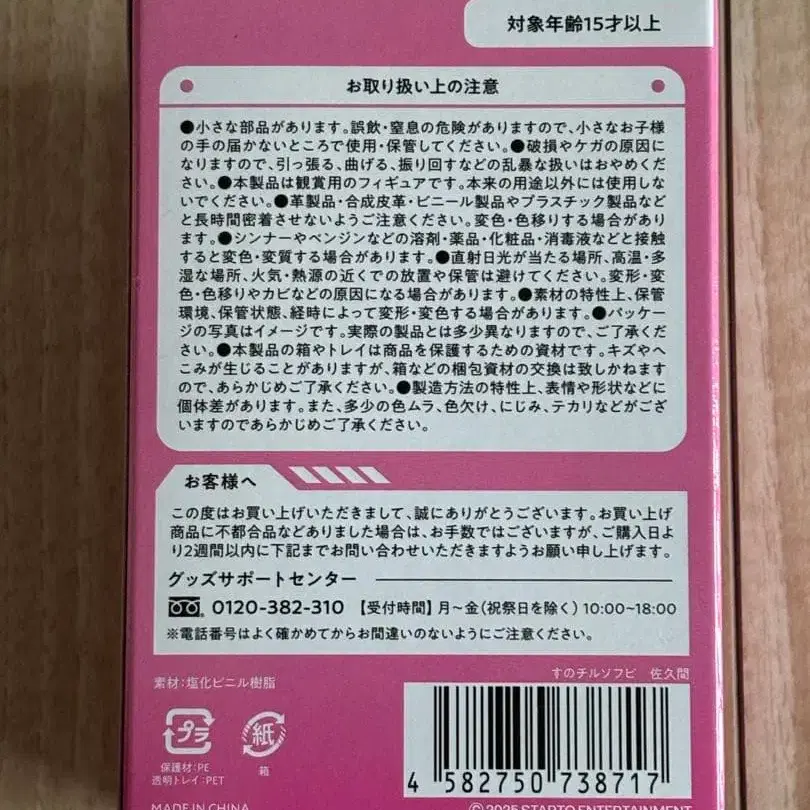 対象年齢15才以上
お取り扱い上の注意
●小さな部品があります。誤飲・窒息の危険がありますので、小さなお子様
の手の届かないところで使用・保管してください。●破損やケガの原因に
なりますので、引っ張る、曲げる、振り回すなどの乱暴な扱いはおやめくだ
さい。●本製品は観賞用のフィギュアです。本来の用途以外には使用しな
いでください。●革製品・合成皮革・ビニール製品やプラスチック製品など
と長時間密着させないようご注意ください。変色・色移りする場合があり
ます。●シンナーやベンジンなどの溶剤・薬品・化粧品・消毒液などと接触
すると変色・変質する場合があります。●直射日光が当たる場所、高温・多
湿な場所、火気・熱源の近くでの放置や保管は避けてください。変形・変
色・色移りやカビなどの原因になる場合があります。●素材の特性上、保管
環境、保管状態、経時によって変形・変色する場合があります。●パッケー
ジの写真はイメージです。実際の製品とは多少異なりますので、ご了承くだ
さい。●本製品の箱やトレイは商品を保護するための資材です。キズやへ
こみが生じることがありますが、箱などの梱包資材の交換は致しかねます
ので、あらかじめご了承ください。●製造方法の特性上、表情や形状などに
個体差があります。また、多少の色ムラ、色欠け、にじみ、テカリなどがござ
いますのであらかじめご了承ください。
お客様へ
この度はお買い上げいただきまして、誠にありがとうございます。お買い上げ
商品に不都合品などありました場合は、お手数ではございますが、ご購入日よ
り2週間以内に下記までお問い合わせいただきますようお願い申し上げます。
グッズサポートセンター
0120-382-310 【受付時間】月～金(祝祭日を除く)10:00~18:00
※電話番号はよく確かめてからお間違いのないようにご注意ください。
素材:塩化ビニル樹脂
すのチルソフビ 佐久間
プラ
紙
保護材:PE
透明トレイ:PET
箱
4 582750 738717
MADE IN CHINA
©2025 STARTO ENTERTAINMENT